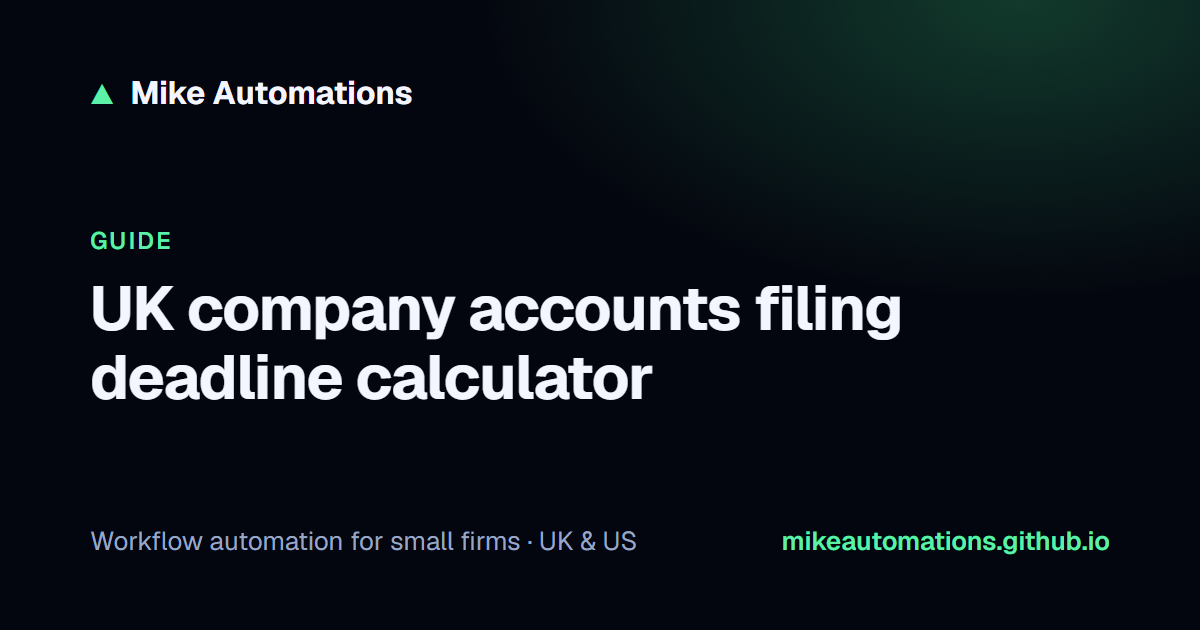 Mike Automations
GUIDE
UK company accounts filing
deadline calculator
Workflow automation for small firms · UK & US
mikeautomations.github.io